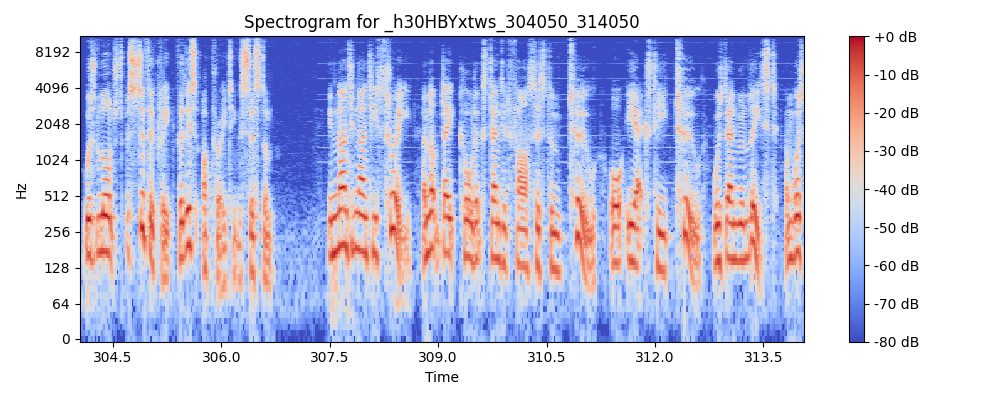 Spectrogram for _h30HBYxtws_304050_314050
8192
4096
2048
1024
512
256
128
64
0
Hz
304.5 306.0 307.5 309.0 310.5 312.0 313.5
Time
+0 dB
-10 dB
-20 dB
-30 dB
-40 dB
-50 dB
-60 dB
-70 dB
-80 dB